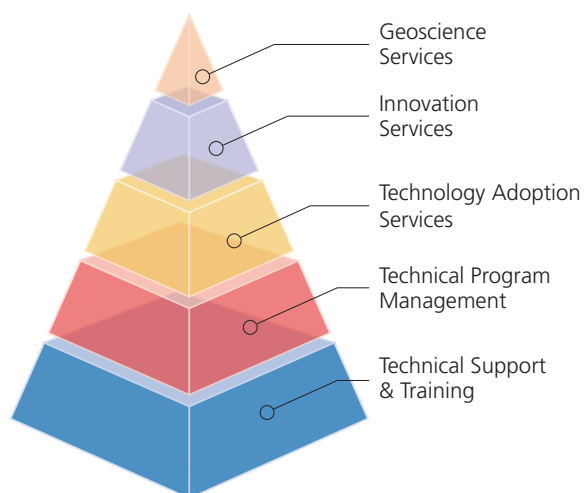 Geoscience
Services
Innovation
Services
Technology Adoption
Services
Technical Program
Management
Technical Support
& Training